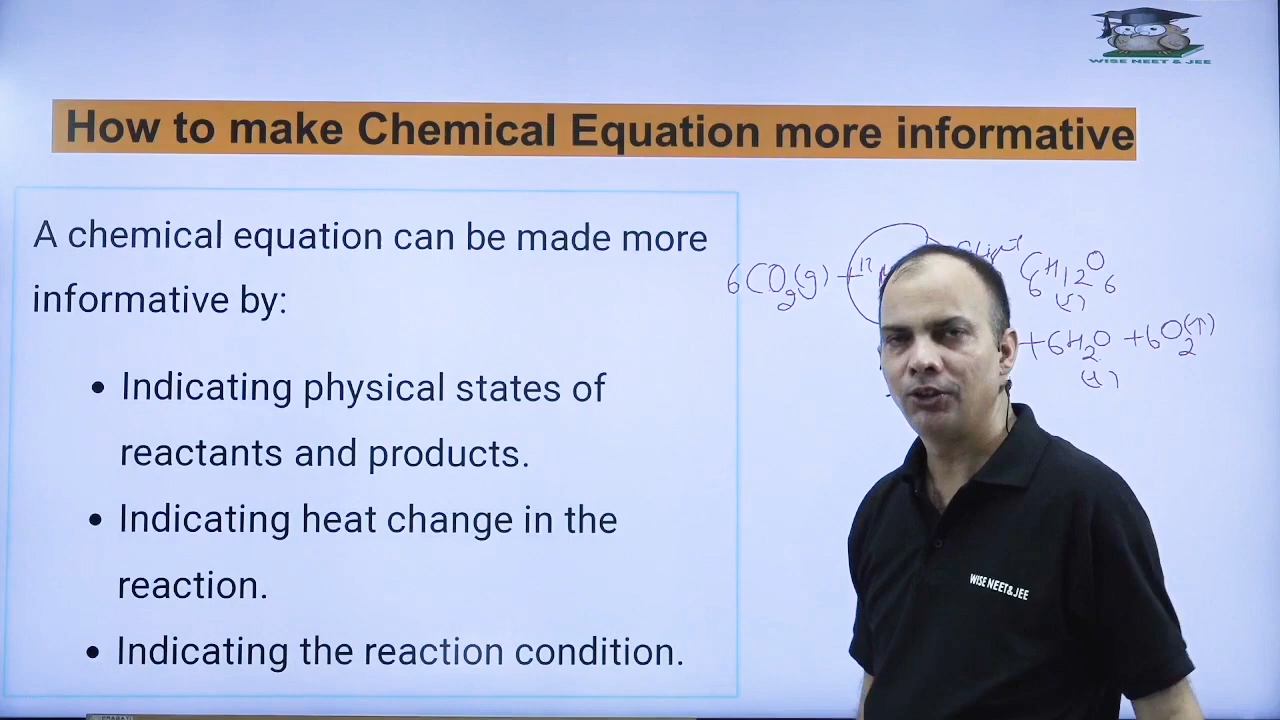 WISE NEET & JEE
How to make Chemical Equation more informative
A chemical equation can be made more
informative by:
• Indicating physical states of
reactants and products.
• Indicating heat change in the
reaction.
• Indicating the reaction condition.
6CO₂(g) + 12
C₆H₁₂O₆
(s)
+6H₂O +6O₂(↑)
WISE NEET&JEE